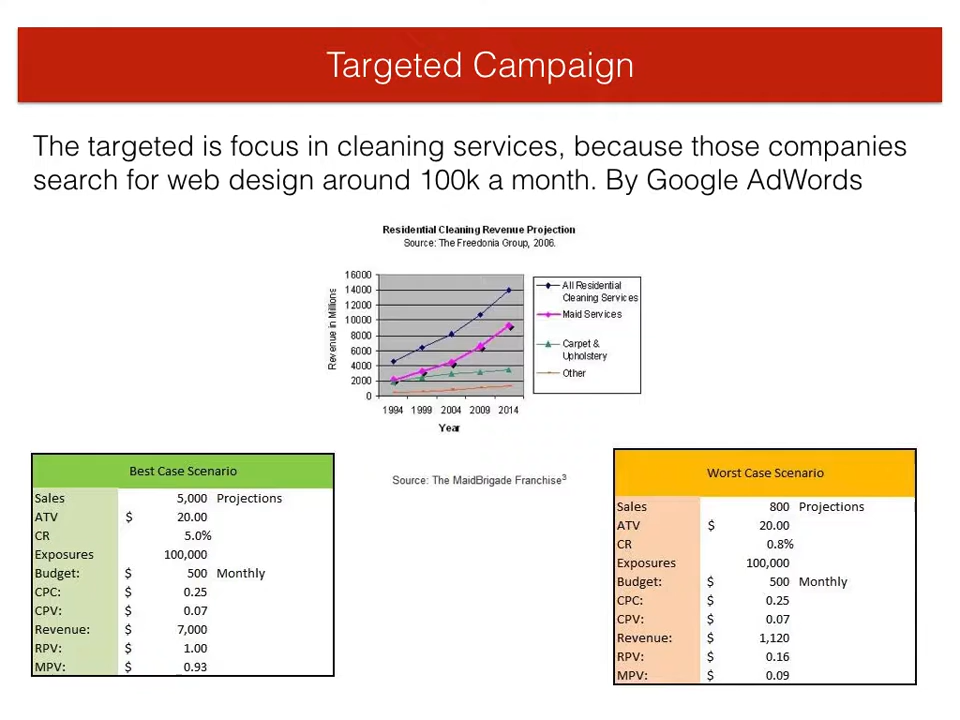 Targeted Campaign
The targeted is focus in cleaning services, because those companies
search for web design around 100k a month. By Google AdWords
Residential Cleaning Revenue Projection
Source: The Freedonia Group, 2006.
Revenue in Millions
16000
14000
12000
10000
8000
6000
4000
2000
0
1994 1999 2004 2009 2014
Year
All Residential
Cleaning Services
Maid Services
Carpet &
Upholstery
Other
Source: The MaidBrigade Franchise3
Best Case Scenario
Sales 5,000 Projections
ATV $ 20.00
CR 5.0%
Exposures 100,000
Budget: $ 500 Monthly
CPC: $ 0.25
CPV: $ 0.07
Revenue: $ 7,000
RPV: $ 1.00
MPV: $ 0.93
Worst Case Scenario
Sales 800 Projections
ATV $ 20.00
CR 0.8%
Exposures 100,000
Budget: $ 500 Monthly
CPC: $ 0.25
CPV: $ 0.07
Revenue: $ 1,120
RPV: $ 0.16
MPV: $ 0.09